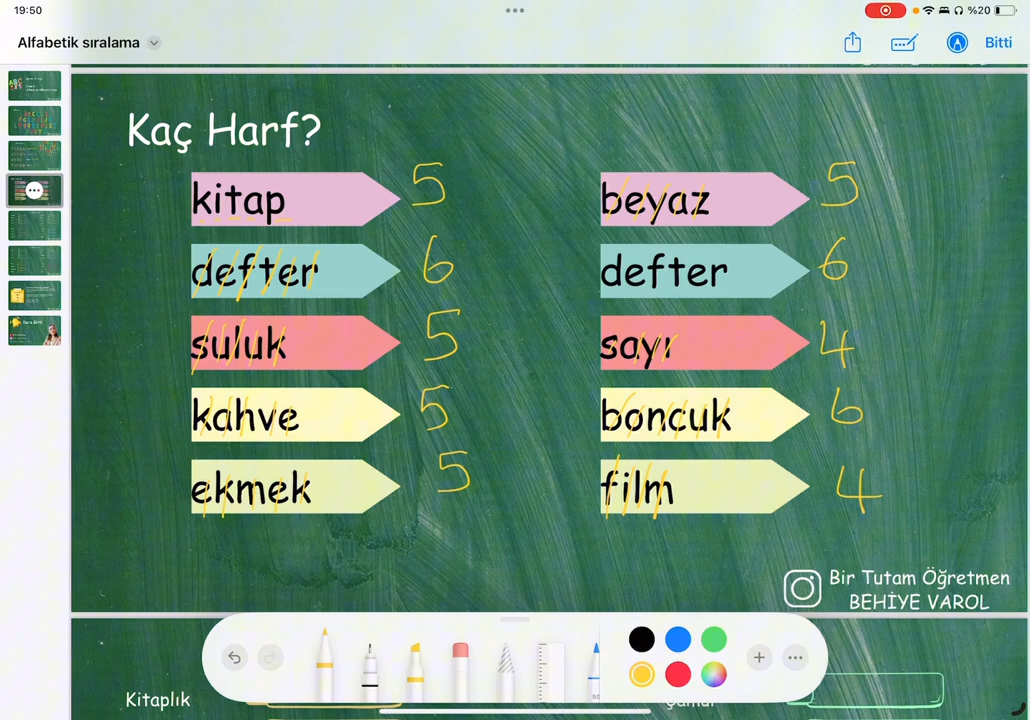 19:50
%20
Alfabetik sıralama
Bitti
Kaç Harf?
kitap 5
defter 6
suluk 5
kahve 5
ekmek 5
beyaz 5
defter 6
sayı 4
boncuk 6
film 4
Bir Tutam Öğretmen
BEHİYE VAROL
Kitaplık